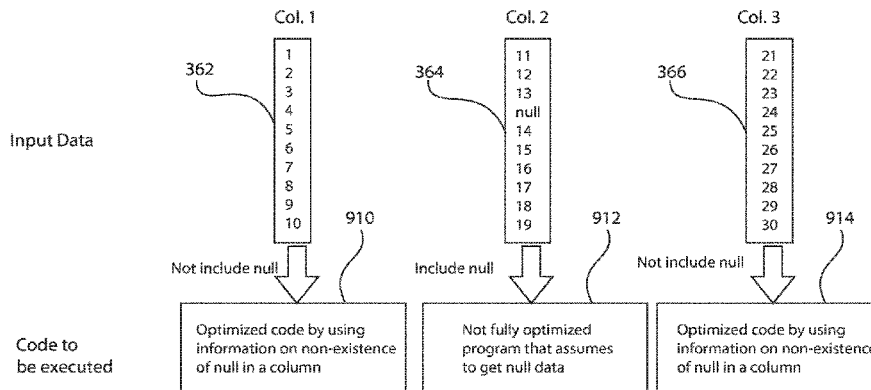 Col. 1
Col. 2
Col. 3
Input Data
362
1
2
3
4
5
6
7
8
9
10
364
11
12
13
null
14
15
16
17
18
19
366
21
22
23
24
25
26
27
28
29
30
910
912
914
Not include null
Include null
Not include null
Code to
be executed
Optimized code by using
information on non-existence
of null in a column
Not fully optimized
program that assumes
to get null data
Optimized code by using
information on non-existence
of null in a column